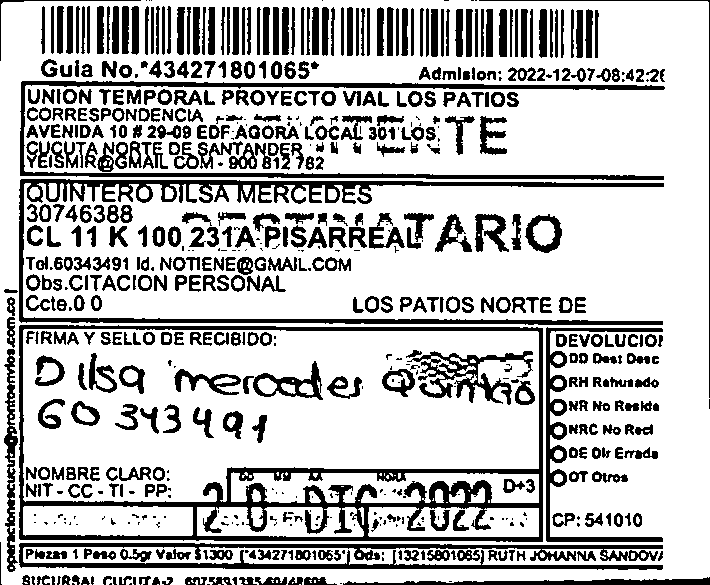 Guia No.*434271801065*
Admision: 2022-12-07-08:42:26
UNION TEMPORAL PROYECTO VIAL LOS PATIOS
CORRESPONDENCIA
AVENIDA 10 # 29-09 EDF AGORA LOCAL 301 LOS
CUCUTA NORTE DE SANTANDER
YEISMIR@GMAIL COM - 900 812 782
QUINTERO DILSA MERCEDES
30746388
DESTINATARIO
CL 11 K 100 231A PISARREAL
Tel.60343491 Id. NOTIENE@GMAIL.COM
Obs.CITACION PERSONAL
Ccte.0 0 LOS PATIOS NORTE DE
operacionescucuta@prontoenvios.com.co
FIRMA Y SELLO DE RECIBIDO:
Dilsa mercedes Quintero
60 343491
NOMBRE CLARO:
NIT - CC - TI - PP:
DD MM AA HORA
D+3
20 DIC 2022
DEVOLUCION
DD Dest Desc
RH Rehusado
NR No Reside
NRC No Recl
DE Dir Errada
OT Otros
CP: 541010
Piezas 1 Peso 0.5gr Valor $1300 [*434271801065*] Ods: [13215801065] RUTH JOHANNA SANDOVA
SUCURSAL CUCUTA-2